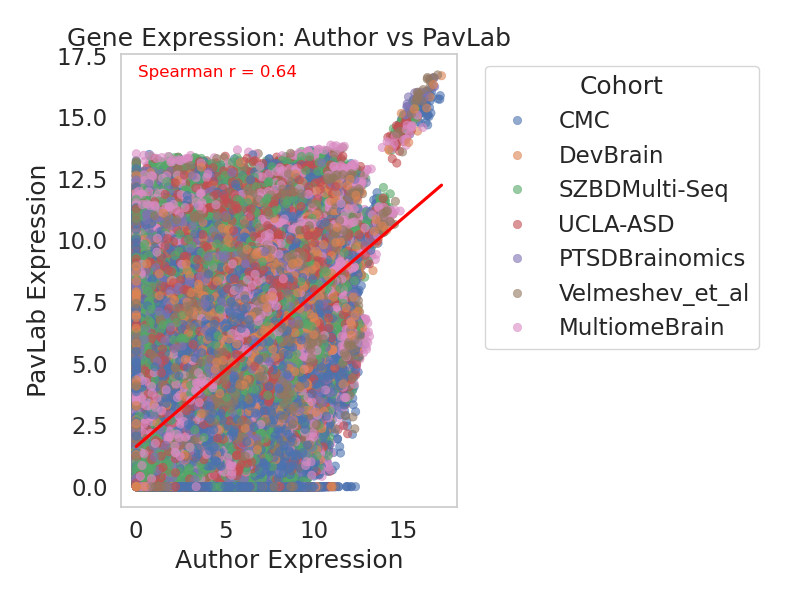 Gene Expression: Author vs PavLab
Spearman r = 0.64
17.5
15.0
12.5
10.0
7.5
5.0
2.5
0.0
PavLab Expression
0 5 10 15
Author Expression
Cohort
CMC
DevBrain
SZBDMulti-Seq
UCLA-ASD
PTSDBrainomics
Velmeshev_et_al
MultiomeBrain